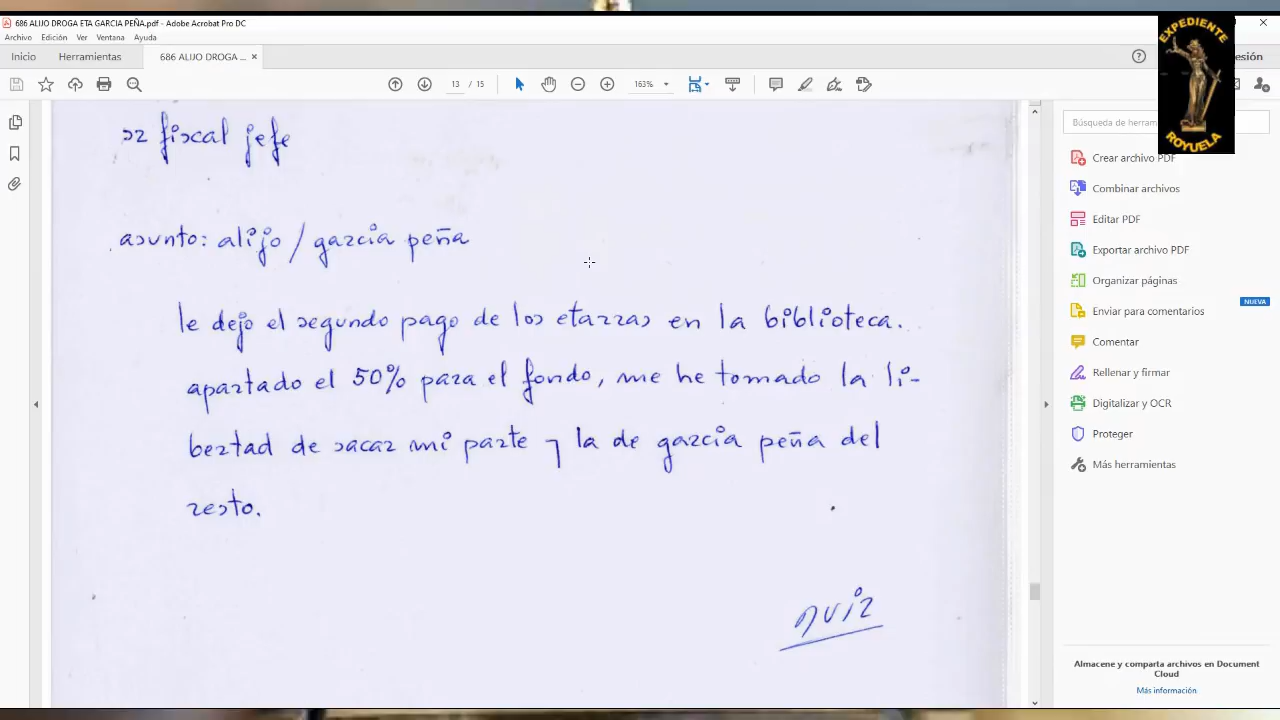 686 ALIJO DROGA ETA GARCIA PEÑA.pdf - Adobe Acrobat Pro DC
Archivo Edición Ver Ventana Ayuda
Inicio Herramientas 686 ALIJO DROGA ... × esión
13 / 15 163%
EXPEDIENTE
ROYUELA
sr fiscal jefe
asunto: alijo / garcía peña
le dejo el segundo pago de los etarras en la biblioteca.
apartado el 50% para el fondo, me he tomado la li-
bertad de sacar mi parte y la de garcía peña del
resto.
ruiz
Búsqueda de herram
Crear archivo PDF
Combinar archivos
Editar PDF
Exportar archivo PDF
Organizar páginas
NUEVA
Enviar para comentarios
Comentar
Rellenar y firmar
Digitalizar y OCR
Proteger
Más herramientas
Almacene y comparta archivos en Document
Cloud
Más información